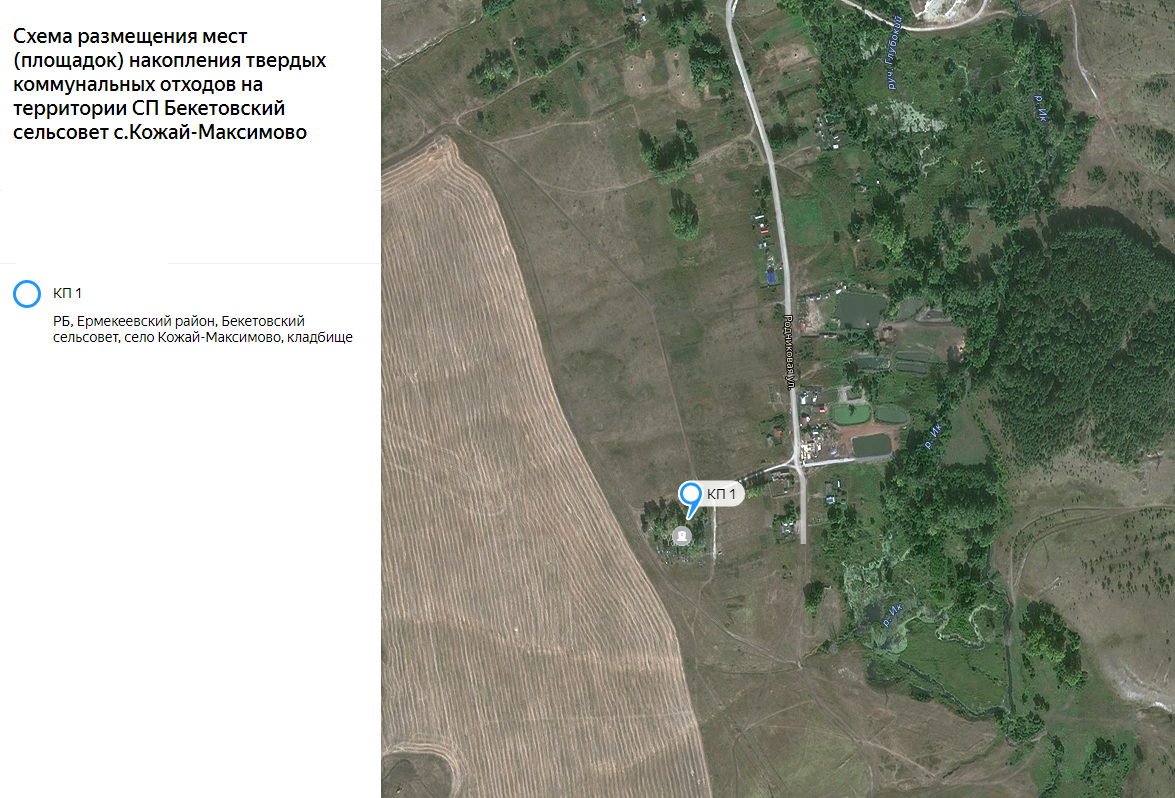 Схема размещения мест
(площадок) накопления твердых
коммунальных отходов на
территории СП Бекетовский
сельсовет с.Кожай-Максимово
КП 1
РБ, Ермекеевский район, Бекетовский
сельсовет, село Кожай-Максимово, кладбище
руч. Глубокий
р. Ик
Родниковая ул.
р. Ик
КП 1
р. Ик